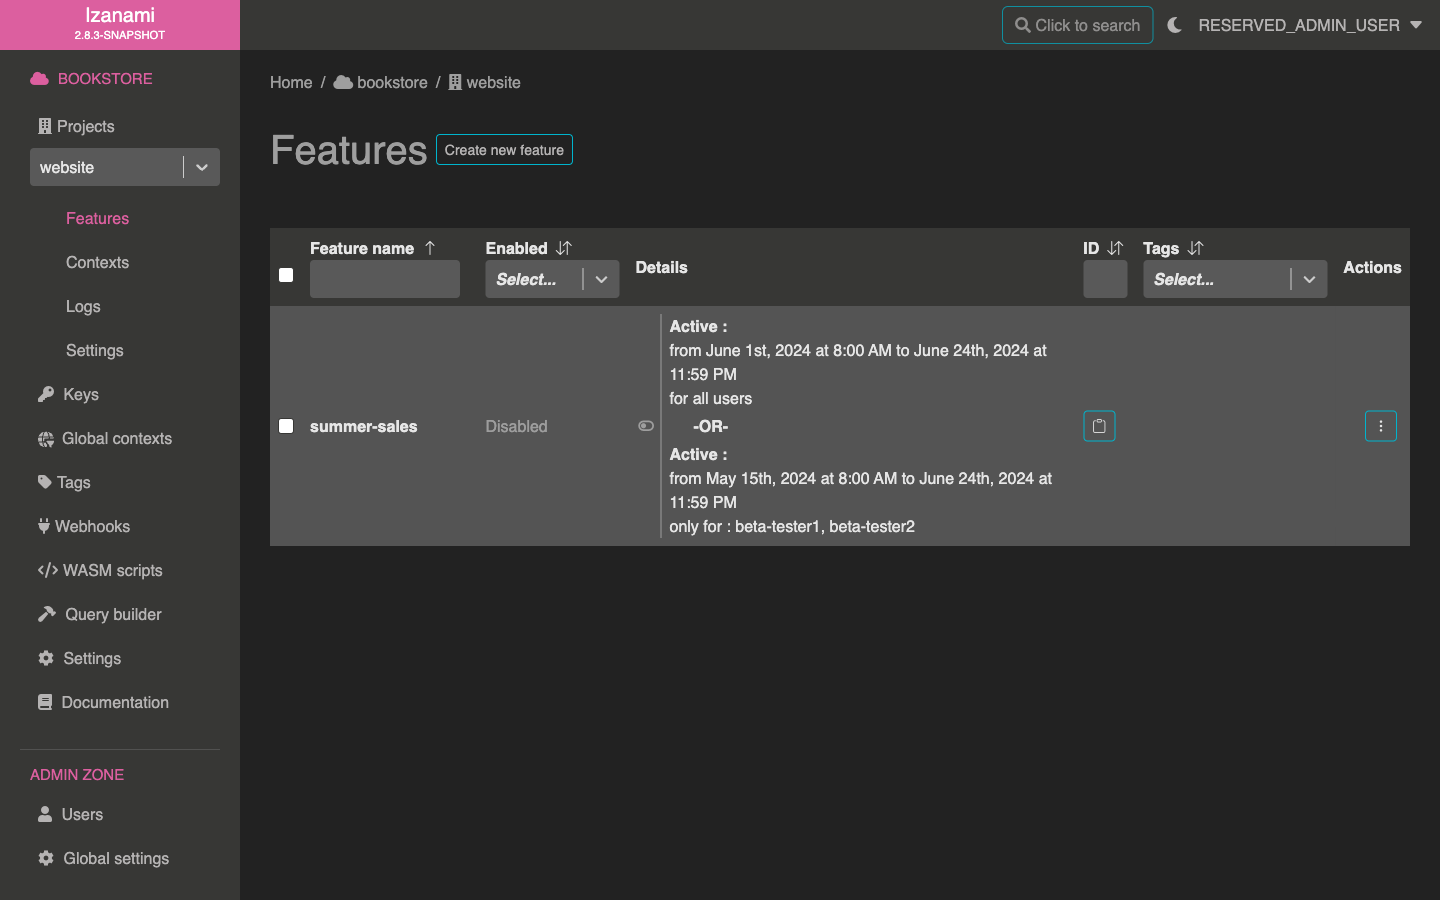 Izanami
2.8.3-SNAPSHOT
Click to search
RESERVED_ADMIN_USER
BOOKSTORE
Projects
website
Features
Contexts
Logs
Settings
Keys
Global contexts
Tags
Webhooks
WASM scripts
Query builder
Settings
Documentation
ADMIN ZONE
Users
Global settings
Home / bookstore / website
Features
Create new feature
Feature name
Enabled
Select...
Details
ID
Tags
Select...
Actions
summer-sales
Disabled
Active :
from June 1st, 2024 at 8:00 AM to June 24th, 2024 at
11:59 PM
for all users
-OR-
Active :
from May 15th, 2024 at 8:00 AM to June 24th, 2024 at
11:59 PM
only for : beta-tester1, beta-tester2